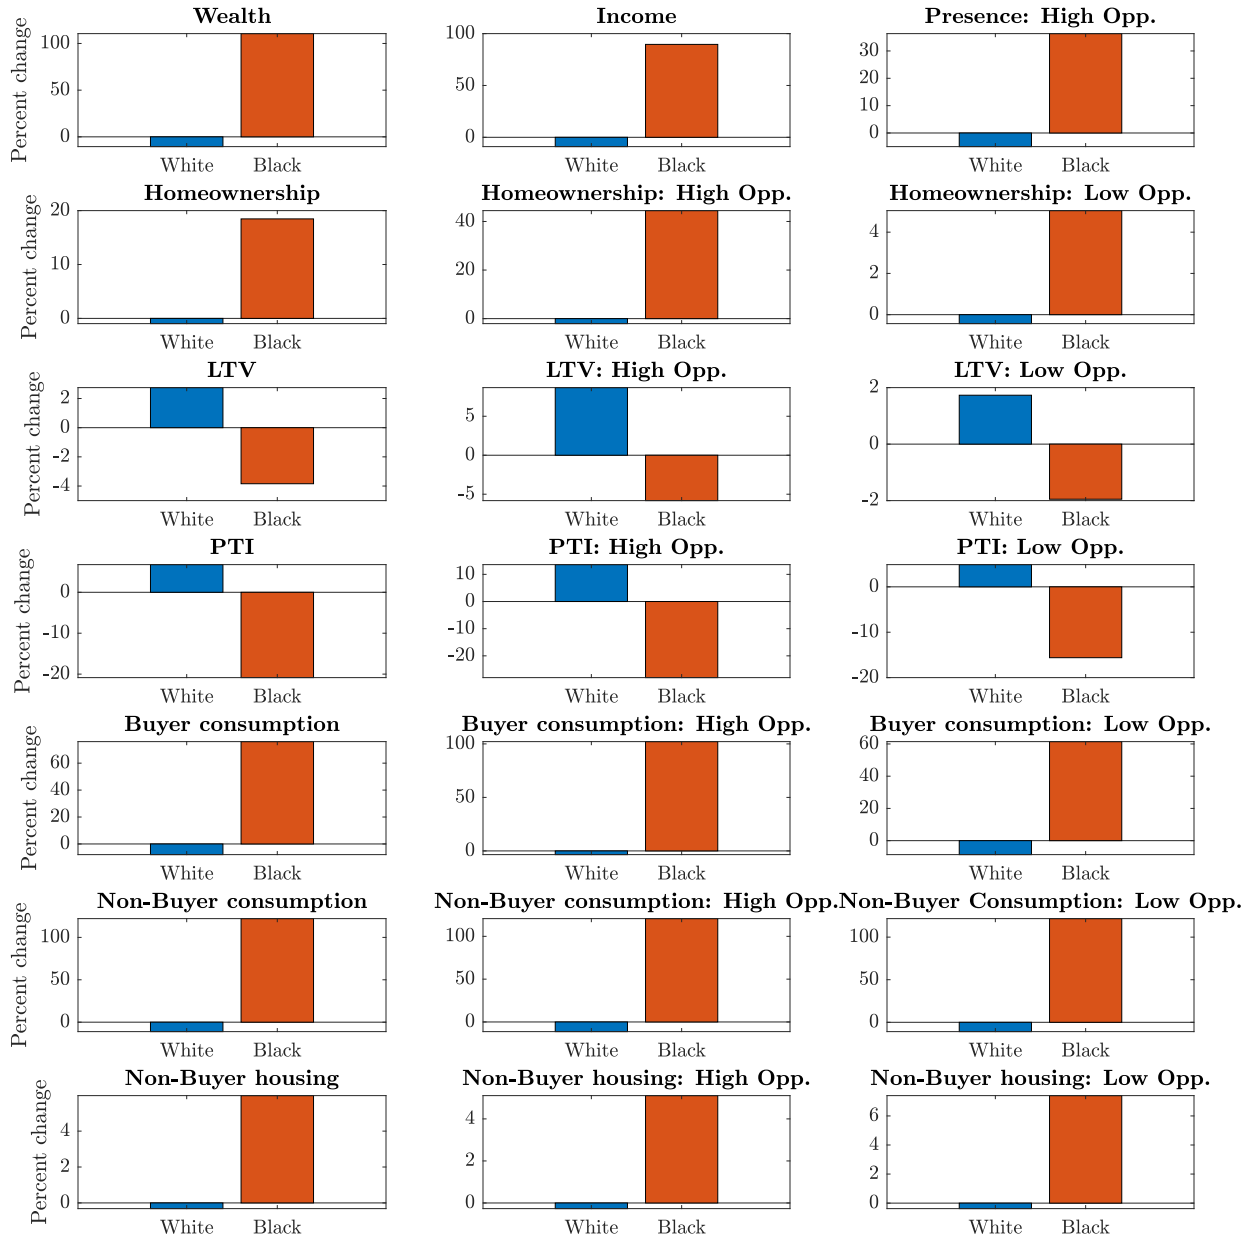 Wealth
Income
Presence: High Opp.
Percent change
100
50
0
White Black
100
50
0
White Black
30
20
10
0
White Black
Homeownership
Homeownership: High Opp.
Homeownership: Low Opp.
Percent change
20
10
0
White Black
40
20
0
White Black
4
2
0
White Black
LTV
LTV: High Opp.
LTV: Low Opp.
Percent change
2
0
-2
-4
White Black
5
0
-5
White Black
2
0
-2
White Black
PTI
PTI: High Opp.
PTI: Low Opp.
Percent change
0
-10
-20
White Black
10
0
-10
-20
White Black
0
-10
-20
White Black
Buyer consumption
Buyer consumption: High Opp.
Buyer consumption: Low Opp.
Percent change
60
40
20
0
White Black
100
50
0
White Black
60
40
20
0
White Black
Non-Buyer consumption
Non-Buyer consumption: High Opp.
Non-Buyer Consumption: Low Opp.
Percent change
100
50
0
White Black
100
50
0
White Black
100
50
0
White Black
Non-Buyer housing
Non-Buyer housing: High Opp.
Non-Buyer housing: Low Opp.
Percent change
4
2
0
White Black
4
2
0
White Black
6
4
2
0
White Black